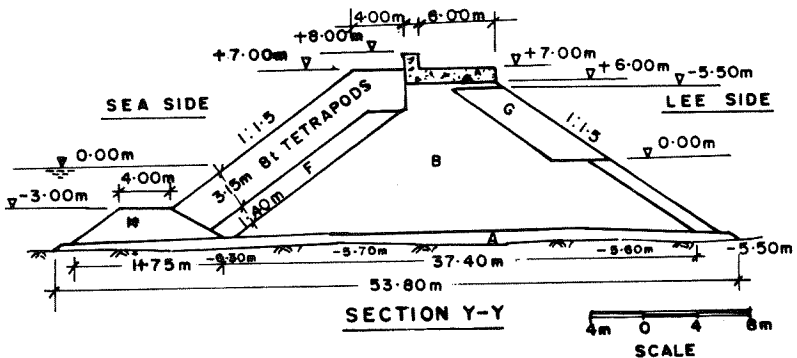 4.00m 6.00m
+8.00m
+7.00m
+7.00m
+6.00m
-5.50m
SEA SIDE
LEE SIDE
1:1.5
8t TETRAPODS
G
1:1.5
0.00m
0.00m
B
F
3.15m
1.40m
4.00m
-3.00m
H
A
-6.30m
-5.70m
-5.60m
-5.50m
11.75m
37.40m
53.80m
SECTION Y-Y
4m 0 4 8m
SCALE